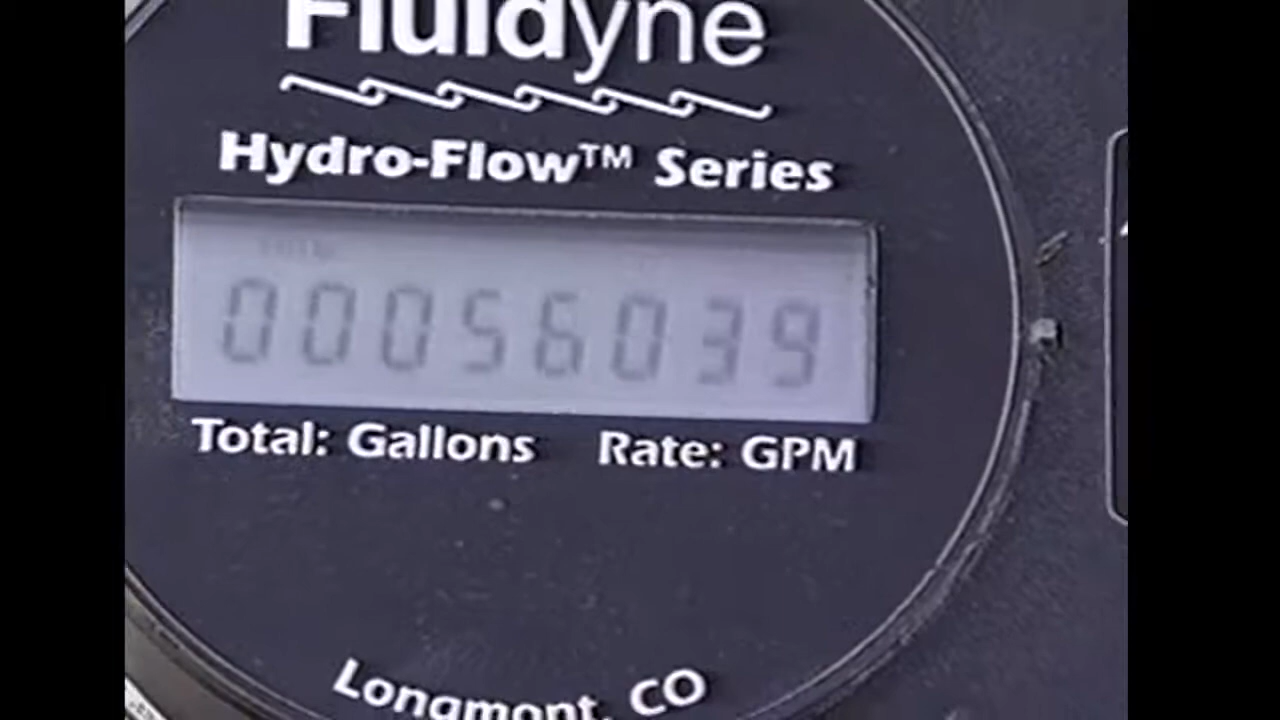 Fluidyne
Hydro-Flow™ Series
00056039
Total: Gallons Rate: GPM
Longmont, CO